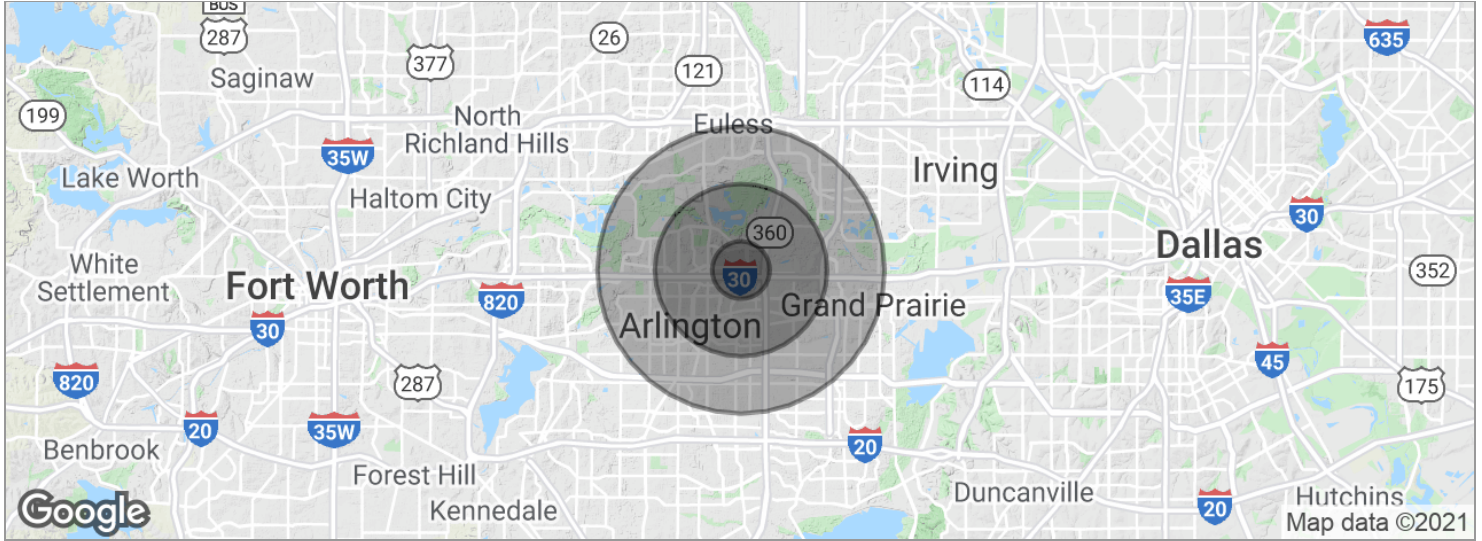 BUS
287
26
377
635
Saginaw
121
114
199
North
Richland Hills
Euless
35W
Irving
Lake Worth
Haltom City
30
360
Dallas
White
Settlement
Fort Worth
30
352
820
35E
Grand Prairie
Arlington
30
45
820
287
175
20
35W
20
Benbrook
Forest Hill
Duncanville
Hutchins
Kennedale
20
Google
Map data ©2021